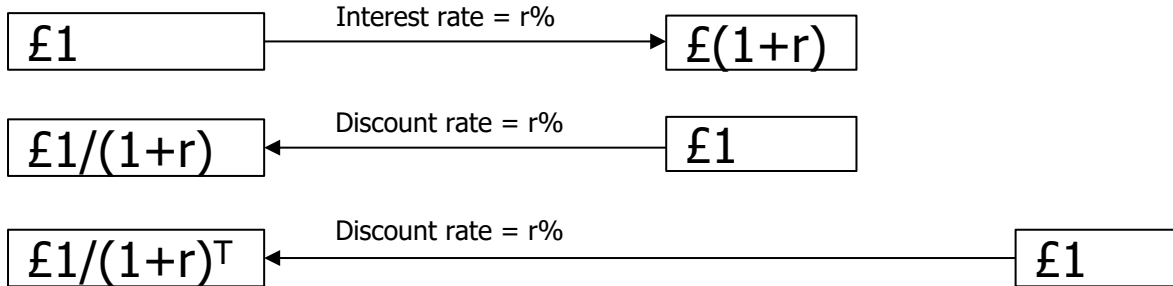 Interest rate = r%
£1
£(1+r)
Discount rate = r%
£1/(1+r)
£1
Discount rate = r%
£1/(1+r)ᵀ
£1